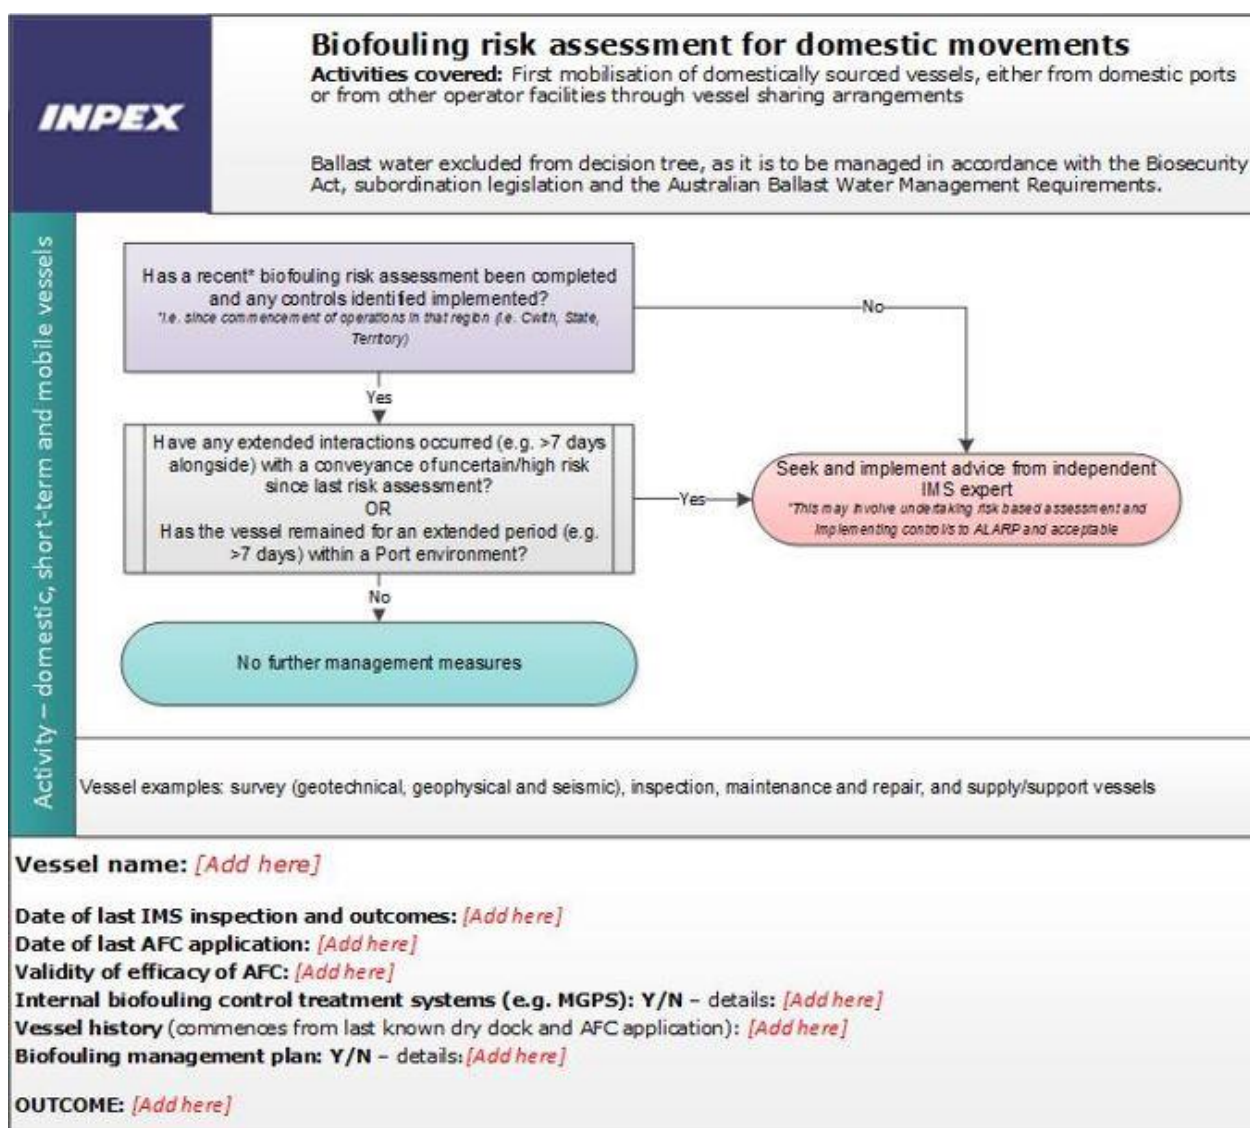 INPEX
Biofouling risk assessment for domestic movements
Activities covered: First mobilisation of domestically sourced vessels, either from domestic ports
or from other operator facilities through vessel sharing arrangements
Ballast water excluded from decision tree, as it is to be managed in accordance with the Biosecurity
Act, subordination legislation and the Australian Ballast Water Management Requirements.
Activity – domestic, short-term and mobile vessels
Has a recent* biofouling risk assessment been completed
and any controls identified implemented?
*i.e. since commencement of operations in that region (i.e. Cwth, State,
Territory)
No
Yes
Have any extended interactions occurred (e.g. >7 days
alongside) with a conveyance of uncertain/high risk
since last risk assessment?
OR
Has the vessel remained for an extended period (e.g.
>7 days) within a Port environment?
Yes
Seek and implement advice from independent
IMS expert
*This may involve undertaking risk based assessment and
implementing control/s to ALARP and acceptable
No
No further management measures
Vessel examples: survey (geotechnical, geophysical and seismic), inspection, maintenance and repair, and supply/support vessels
Vessel name: [Add here]
Date of last IMS inspection and outcomes: [Add here]
Date of last AFC application: [Add here]
Validity of efficacy of AFC: [Add here]
Internal biofouling control treatment systems (e.g. MGPS): Y/N – details: [Add here]
Vessel history (commences from last known dry dock and AFC application): [Add here]
Biofouling management plan: Y/N – details: [Add here]
OUTCOME: [Add here]